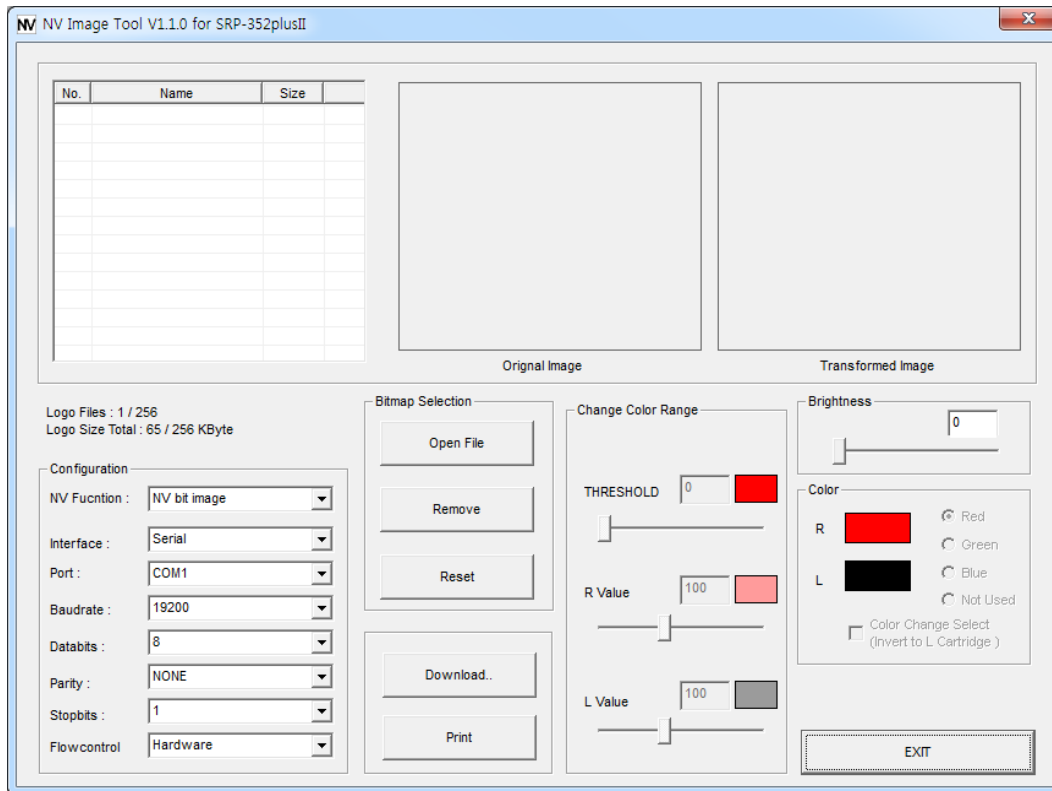 NV NV Image Tool V1.1.0 for SRP-352plusII
No. Name Size
Orignal Image
Transformed Image
Logo Files : 1 / 256
Logo Size Total : 65 / 256 KByte
Configuration
NV Fucntion : NV bit image
Interface : Serial
Port : COM1
Baudrate : 19200
Databits : 8
Parity : NONE
Stopbits : 1
Flowcontrol Hardware
Bitmap Selection
Open File
Remove
Reset
Download..
Print
Change Color Range
THRESHOLD 0
R Value 100
L Value 100
Brightness
0
Color
R
L
Red
Green
Blue
Not Used
Color Change Select
(Invert to L Cartridge )
EXIT